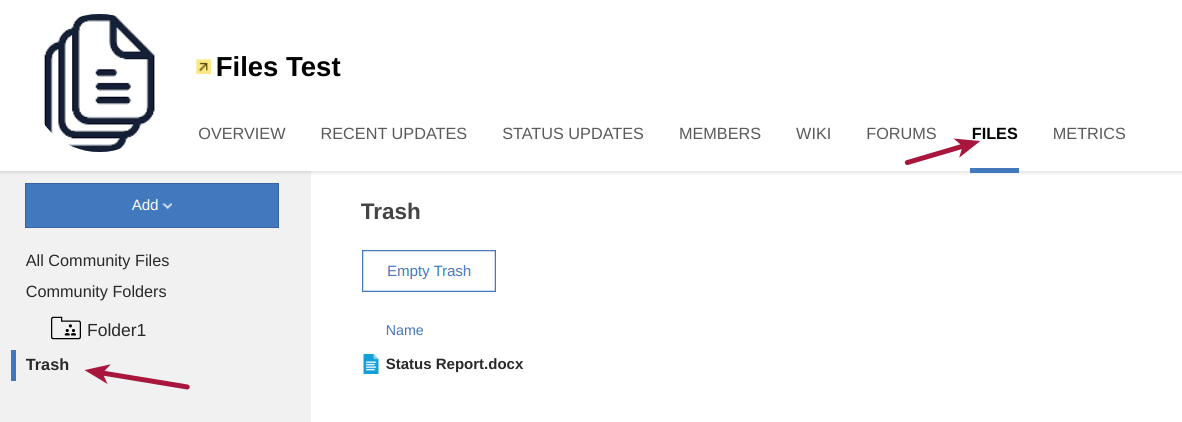 Files Test
OVERVIEW RECENT UPDATES STATUS UPDATES MEMBERS WIKI FORUMS FILES METRICS
Add
All Community Files
Community Folders
Folder1
Trash
Trash
Empty Trash
Name
Status Report.docx